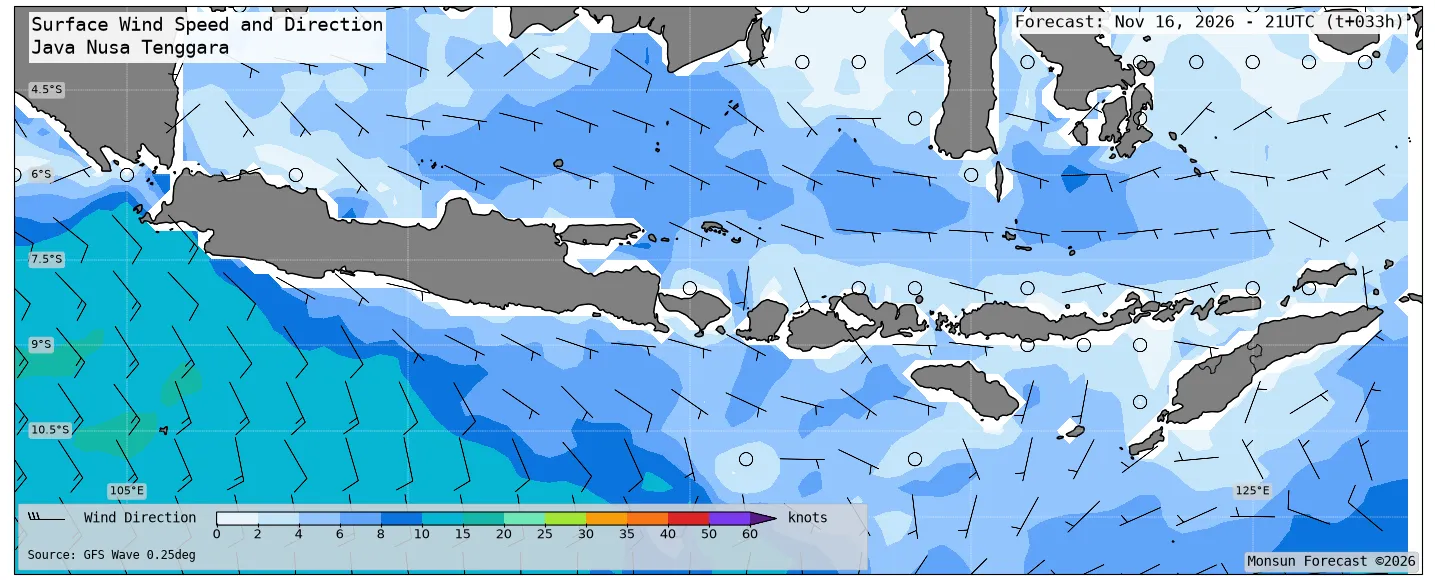 Surface Wind Speed and Direction
Java Nusa Tenggara
Forecast: Nov 16, 2026 - 21UTC (t+033h)
4.5°S
6°S
7.5°S
9°S
10.5°S
105°E
125°E
Wind Direction
0 2 4 6 8 10 15 20 25 30 35 40 50 60
knots
Source: GFS Wave 0.25deg
Monsun Forecast ©2026